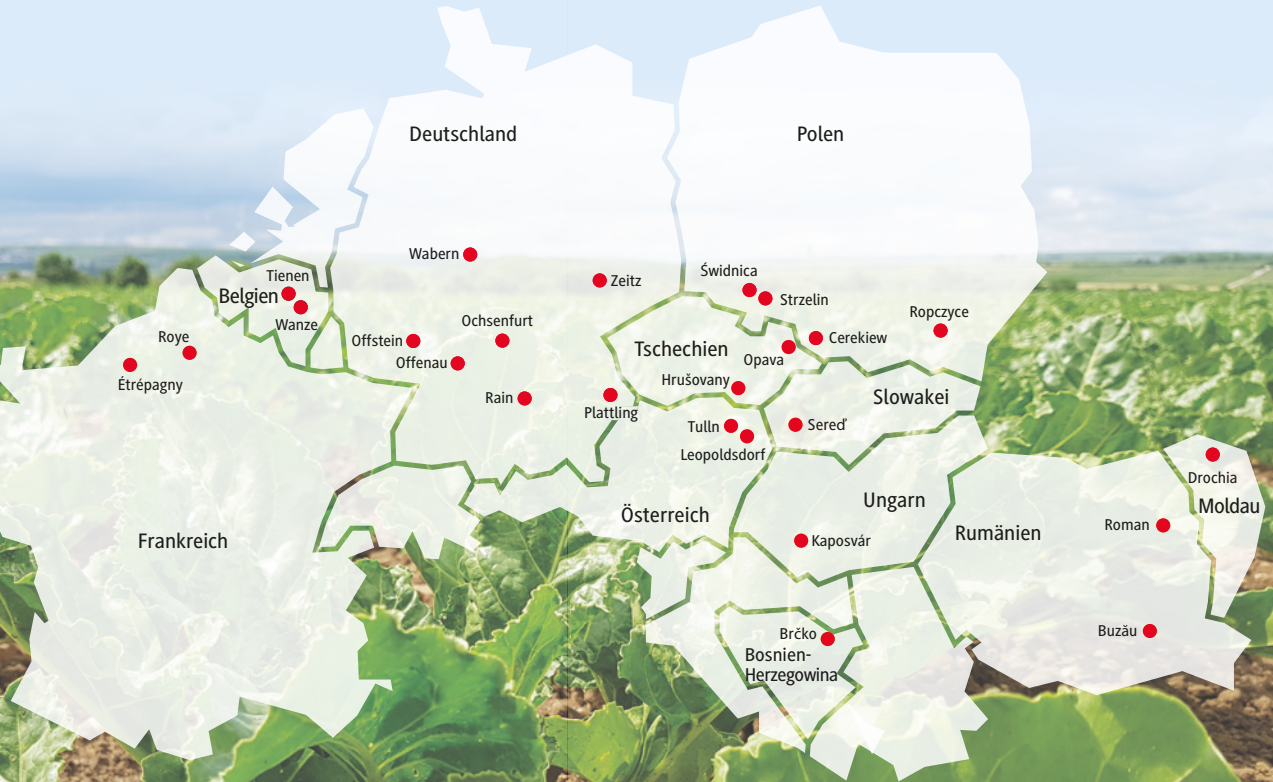 Deutschland
Polen
Wabern
Zeitz
Świdnica
Strzelin
Tienen
Belgien
Wanze
Ropczyce
Roye
Offstein
Ochsenfurt
Cerekiew
Tschechien
Opava
Offenau
Étrépagny
Hrušovany
Rain
Plattling
Slowakei
Tulln
Sereď
Leopoldsdorf
Drochia
Ungarn
Moldau
Österreich
Roman
Frankreich
Rumänien
Kaposvár
Brčko
Buzău
Bosnien-
Herzegowina